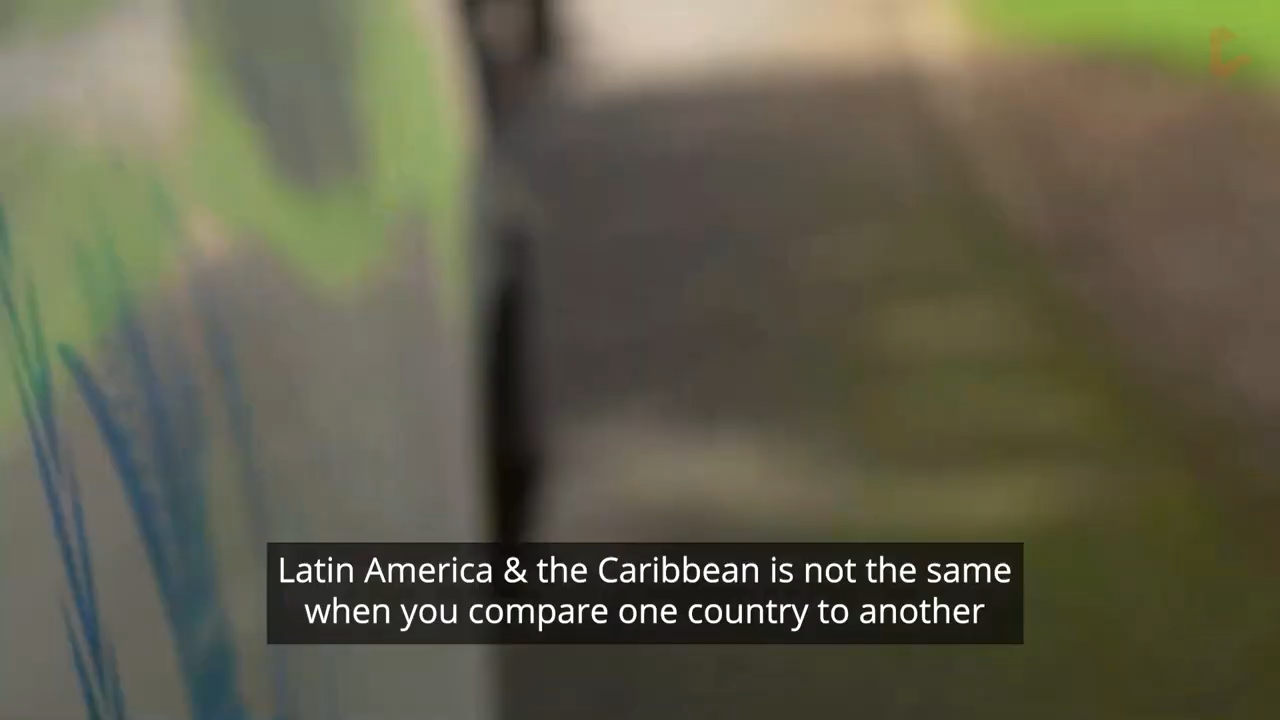 Latin America & the Caribbean is not the same
when you compare one country to another